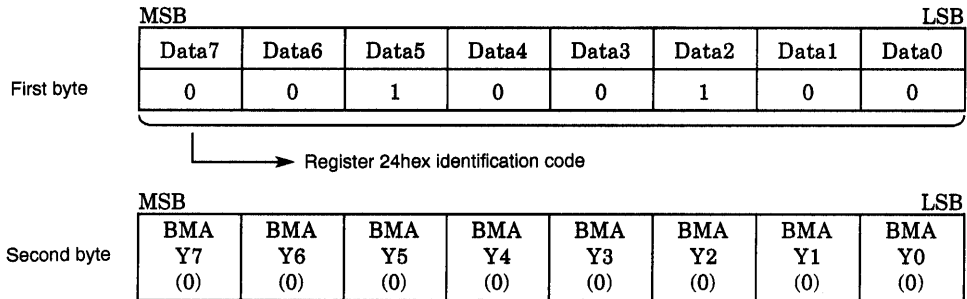 MSB LSB
Data7 Data6 Data5 Data4 Data3 Data2 Data1 Data0
First byte 0 0 1 0 0 1 0 0
Register 24hex identification code
MSB LSB
BMA BMA BMA BMA BMA BMA BMA BMA
Second byte Y7 Y6 Y5 Y4 Y3 Y2 Y1 Y0
(0) (0) (0) (0) (0) (0) (0) (0)